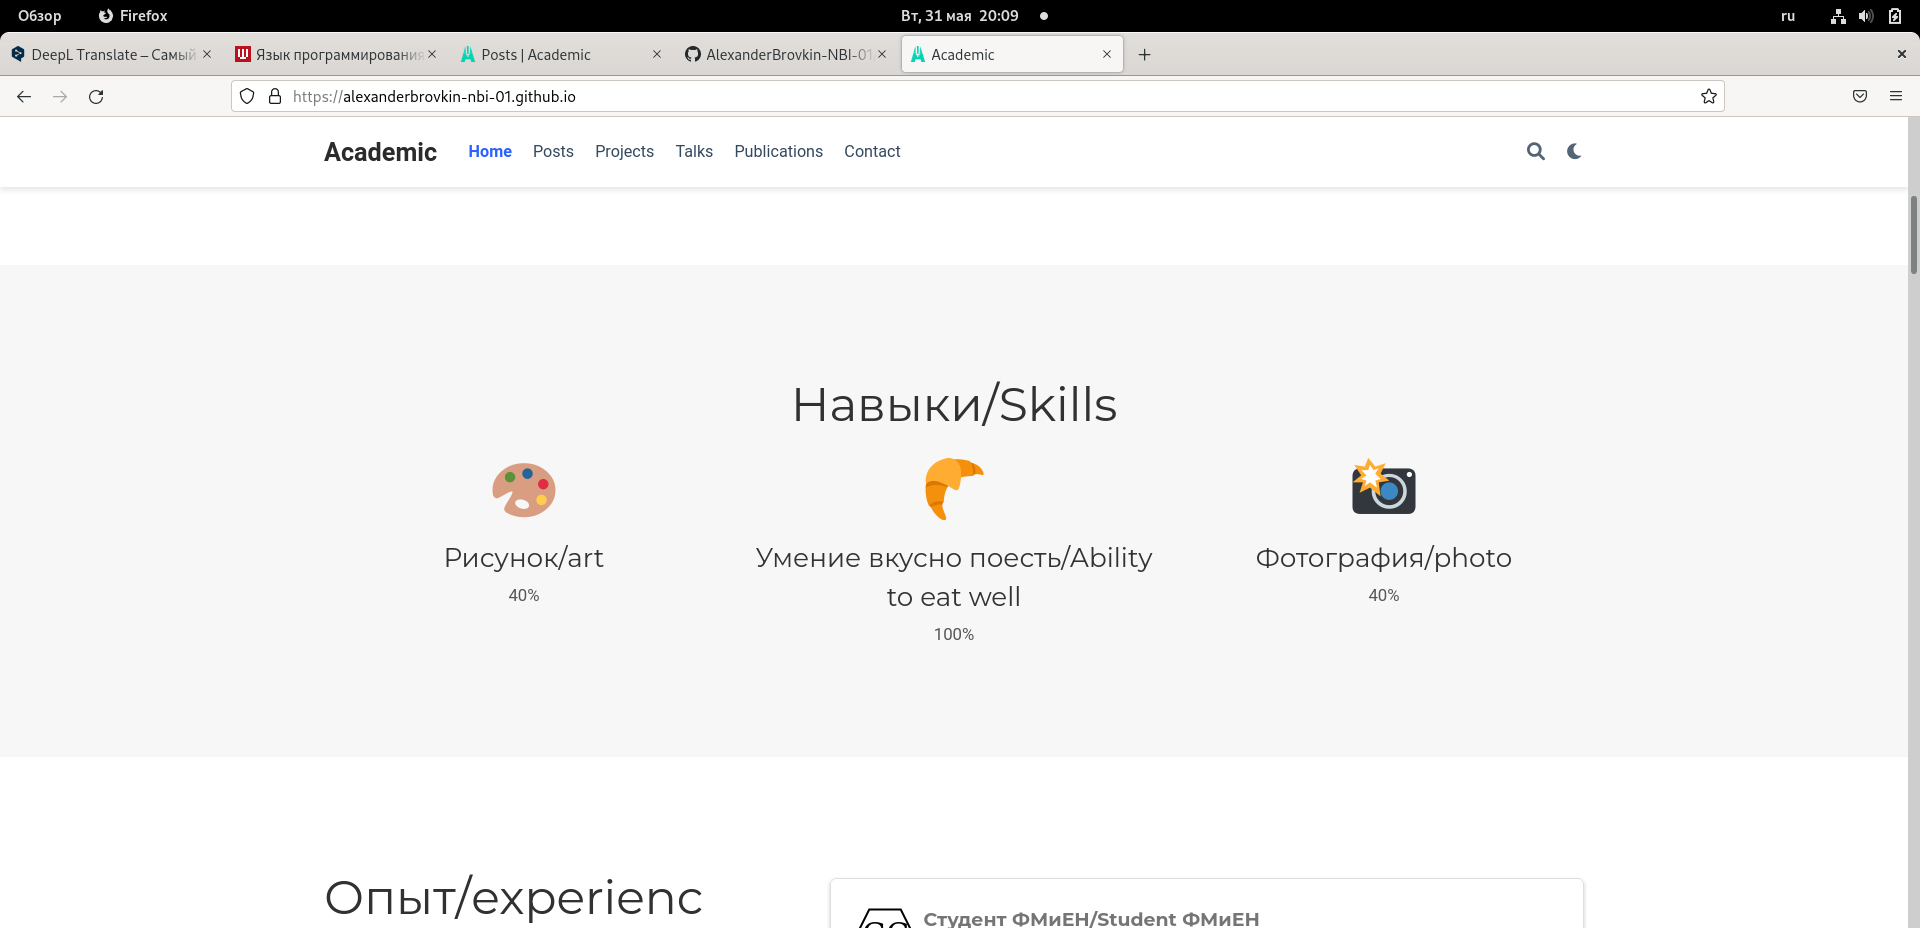 Обзор Firefox Вт, 31 мая 20:09 ru
DeepL Translate – Самый Язык программирования Posts | Academic AlexanderBrovkin-NBI-01 Academic
https://alexanderbrovkin-nbi-01.github.io
Academic Home Posts Projects Talks Publications Contact
Навыки/Skills
Рисунок/art
40%
Умение вкусно поесть/Ability
to eat well
100%
Фотография/photo
40%
Опыт/experienc
Студент ФМиЕН/Student ФМиЕН